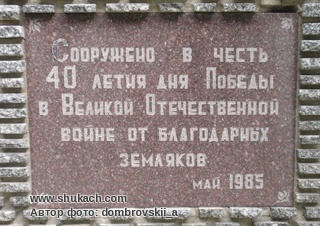 Сооружено в честь
40 летия дня Победы
в Великой Отечественной
войне от благодарных
земляков
май 1985
www.shukach.com
Автор фото: dombrovskii_a